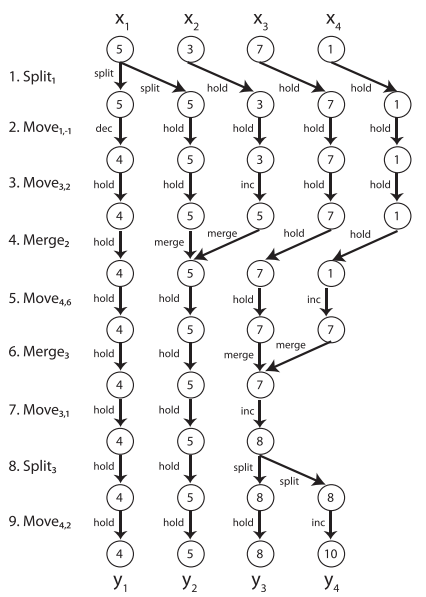 x1 x2 x3 x4
5 3 7 1
1. Split1 split split hold hold hold
5 5 3 7 1
2. Move1,-1 dec hold hold hold hold
4 5 3 7 1
3. Move3,2 hold hold inc hold hold
4 5 5 7 1
4. Merge2 hold merge merge hold hold
4 5 7 1
5. Move4,6 hold hold hold inc
4 5 7 7
6. Merge3 hold hold merge merge
4 5 7
7. Move3,1 hold hold inc
4 5 8
8. Split3 hold hold split split
4 5 8 8
9. Move4,2 hold hold hold inc
4 5 8 10
y1 y2 y3 y4